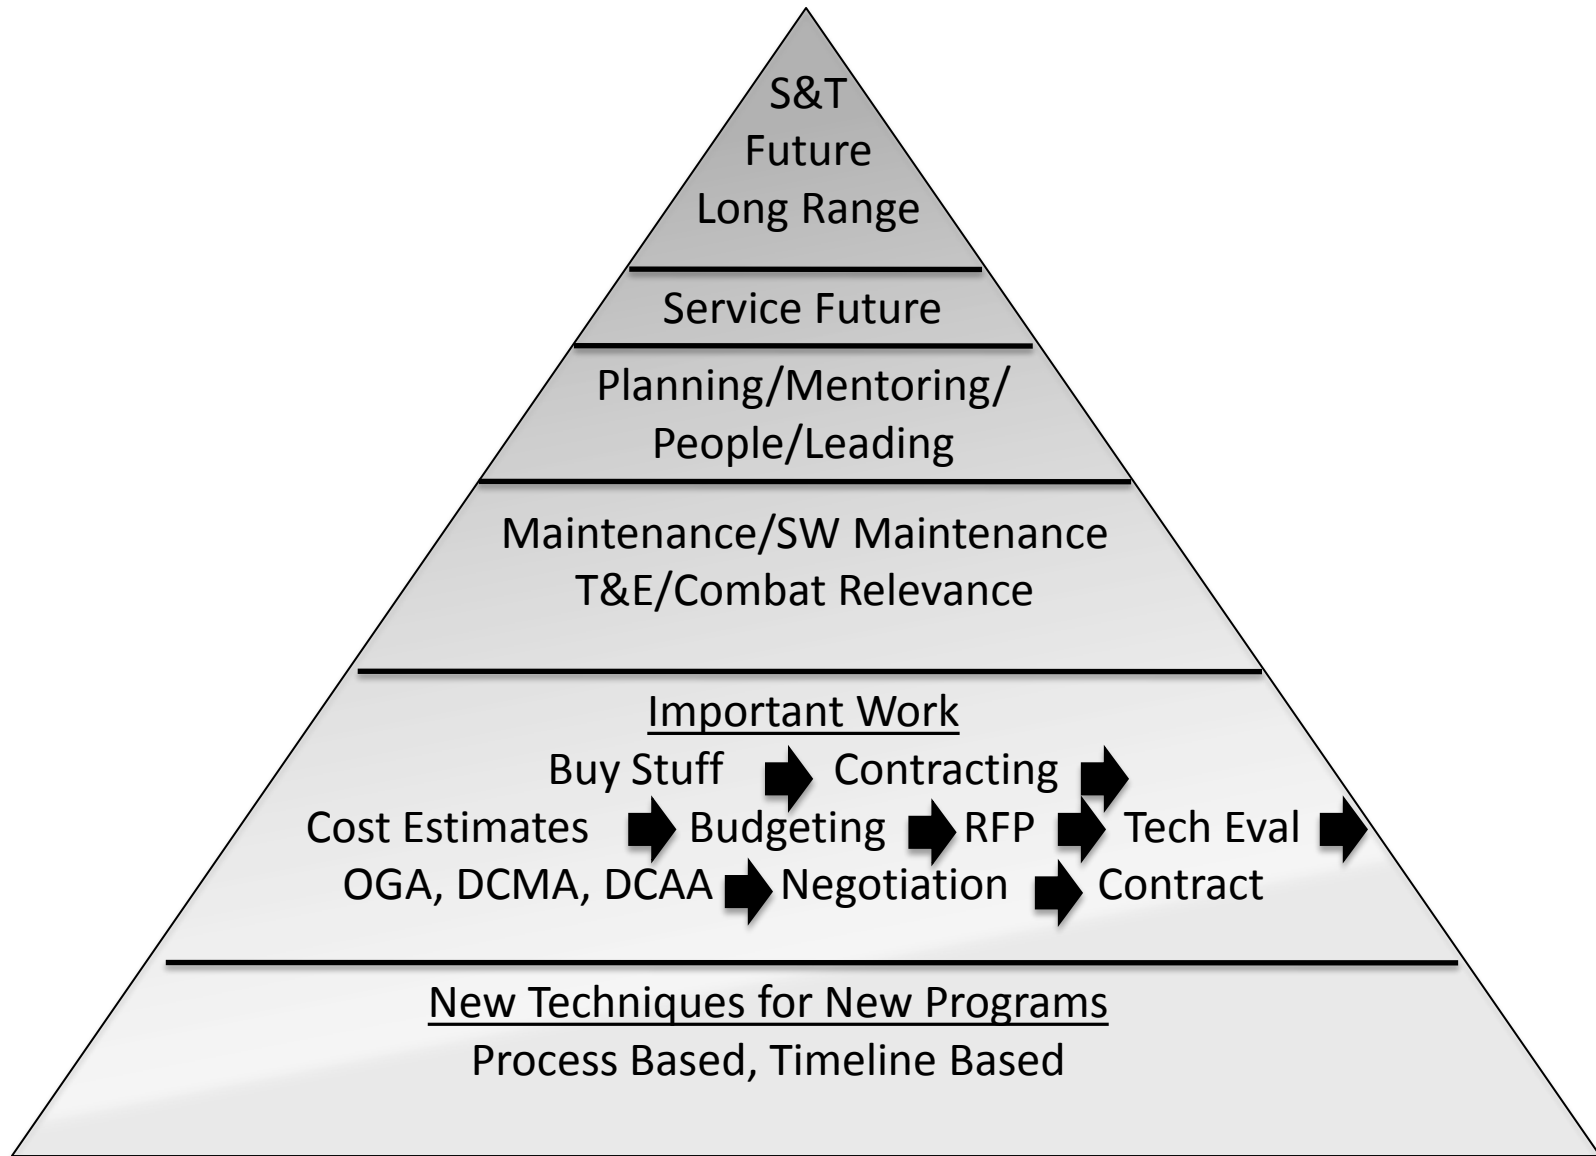 S&T
Future
Long Range
Service Future
Planning/Mentoring/
People/Leading
Maintenance/SW Maintenance
T&E/Combat Relevance
Important Work
Buy Stuff Contracting
Cost Estimates Budgeting RFP Tech Eval
OGA, DCMA, DCAA Negotiation Contract
New Techniques for New Programs
Process Based, Timeline Based